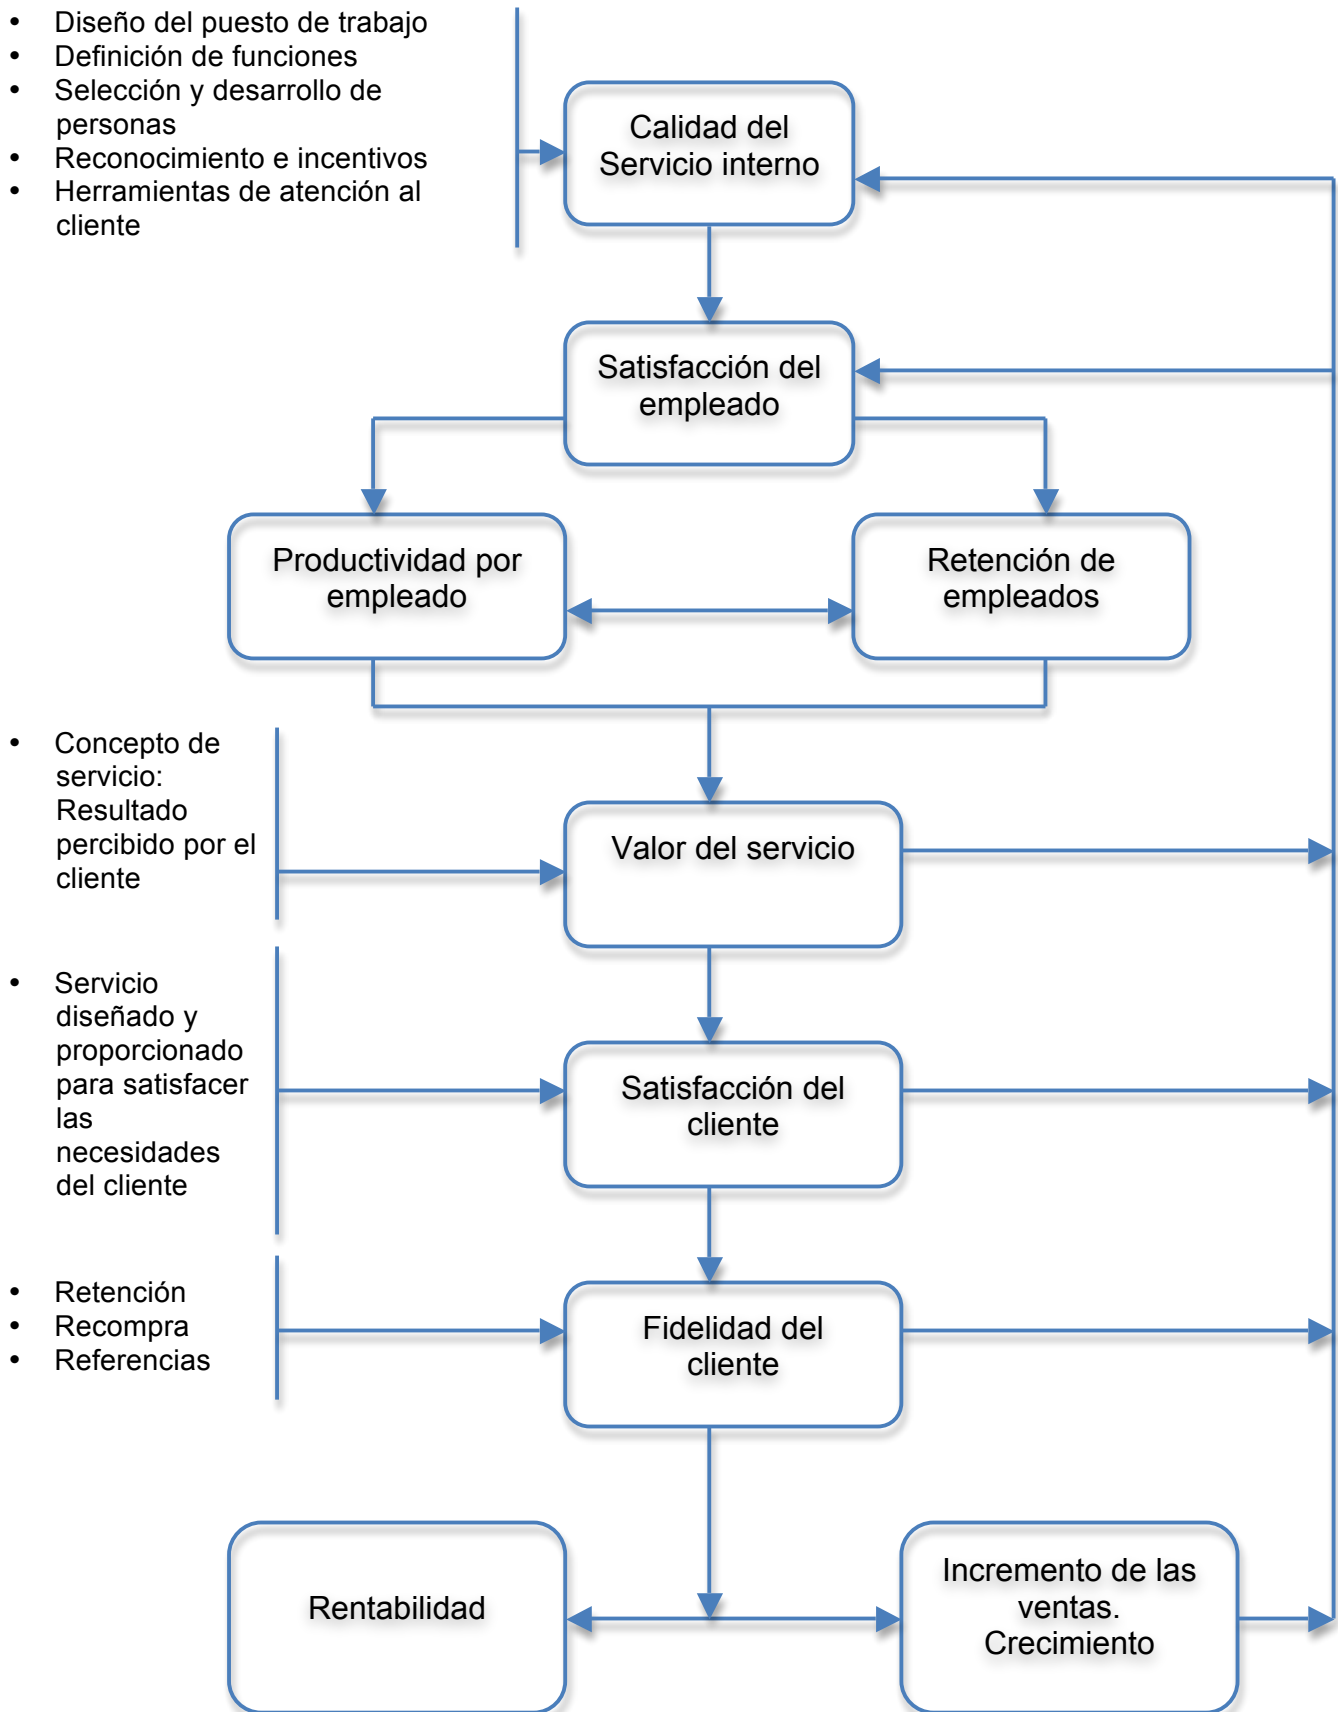 • Diseño del puesto de trabajo
• Definición de funciones
• Selección y desarrollo de
personas
• Reconocimiento e incentivos
• Herramientas de atención al
cliente
Calidad del
Servicio interno
Satisfacción del
empleado
Productividad por
empleado
Retención de
empleados
• Concepto de
servicio:
Resultado
percibido por el
cliente
Valor del servicio
• Servicio
diseñado y
proporcionado
para satisfacer
las
necesidades
del cliente
Satisfacción del
cliente
• Retención
• Recompra
• Referencias
Fidelidad del
cliente
Rentabilidad
Incremento de las
ventas.
Crecimiento